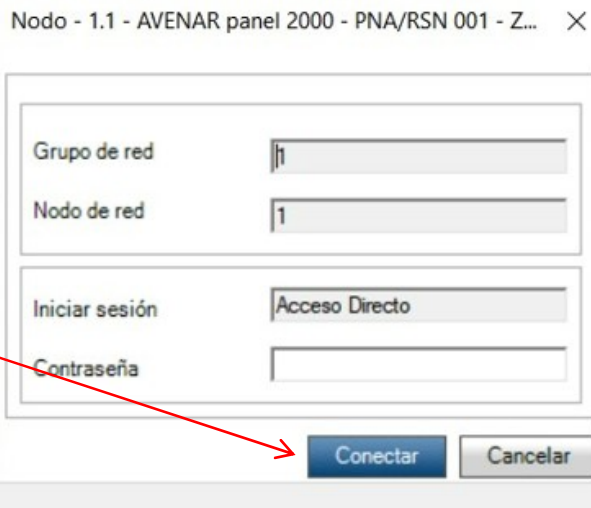 Nodo - 1.1 - AVENAR panel 2000 - PNA/RSN 001 - Z...
Grupo de red 1
Nodo de red 1
Iniciar sesión Acceso Directo
Contraseña
Conectar Cancelar